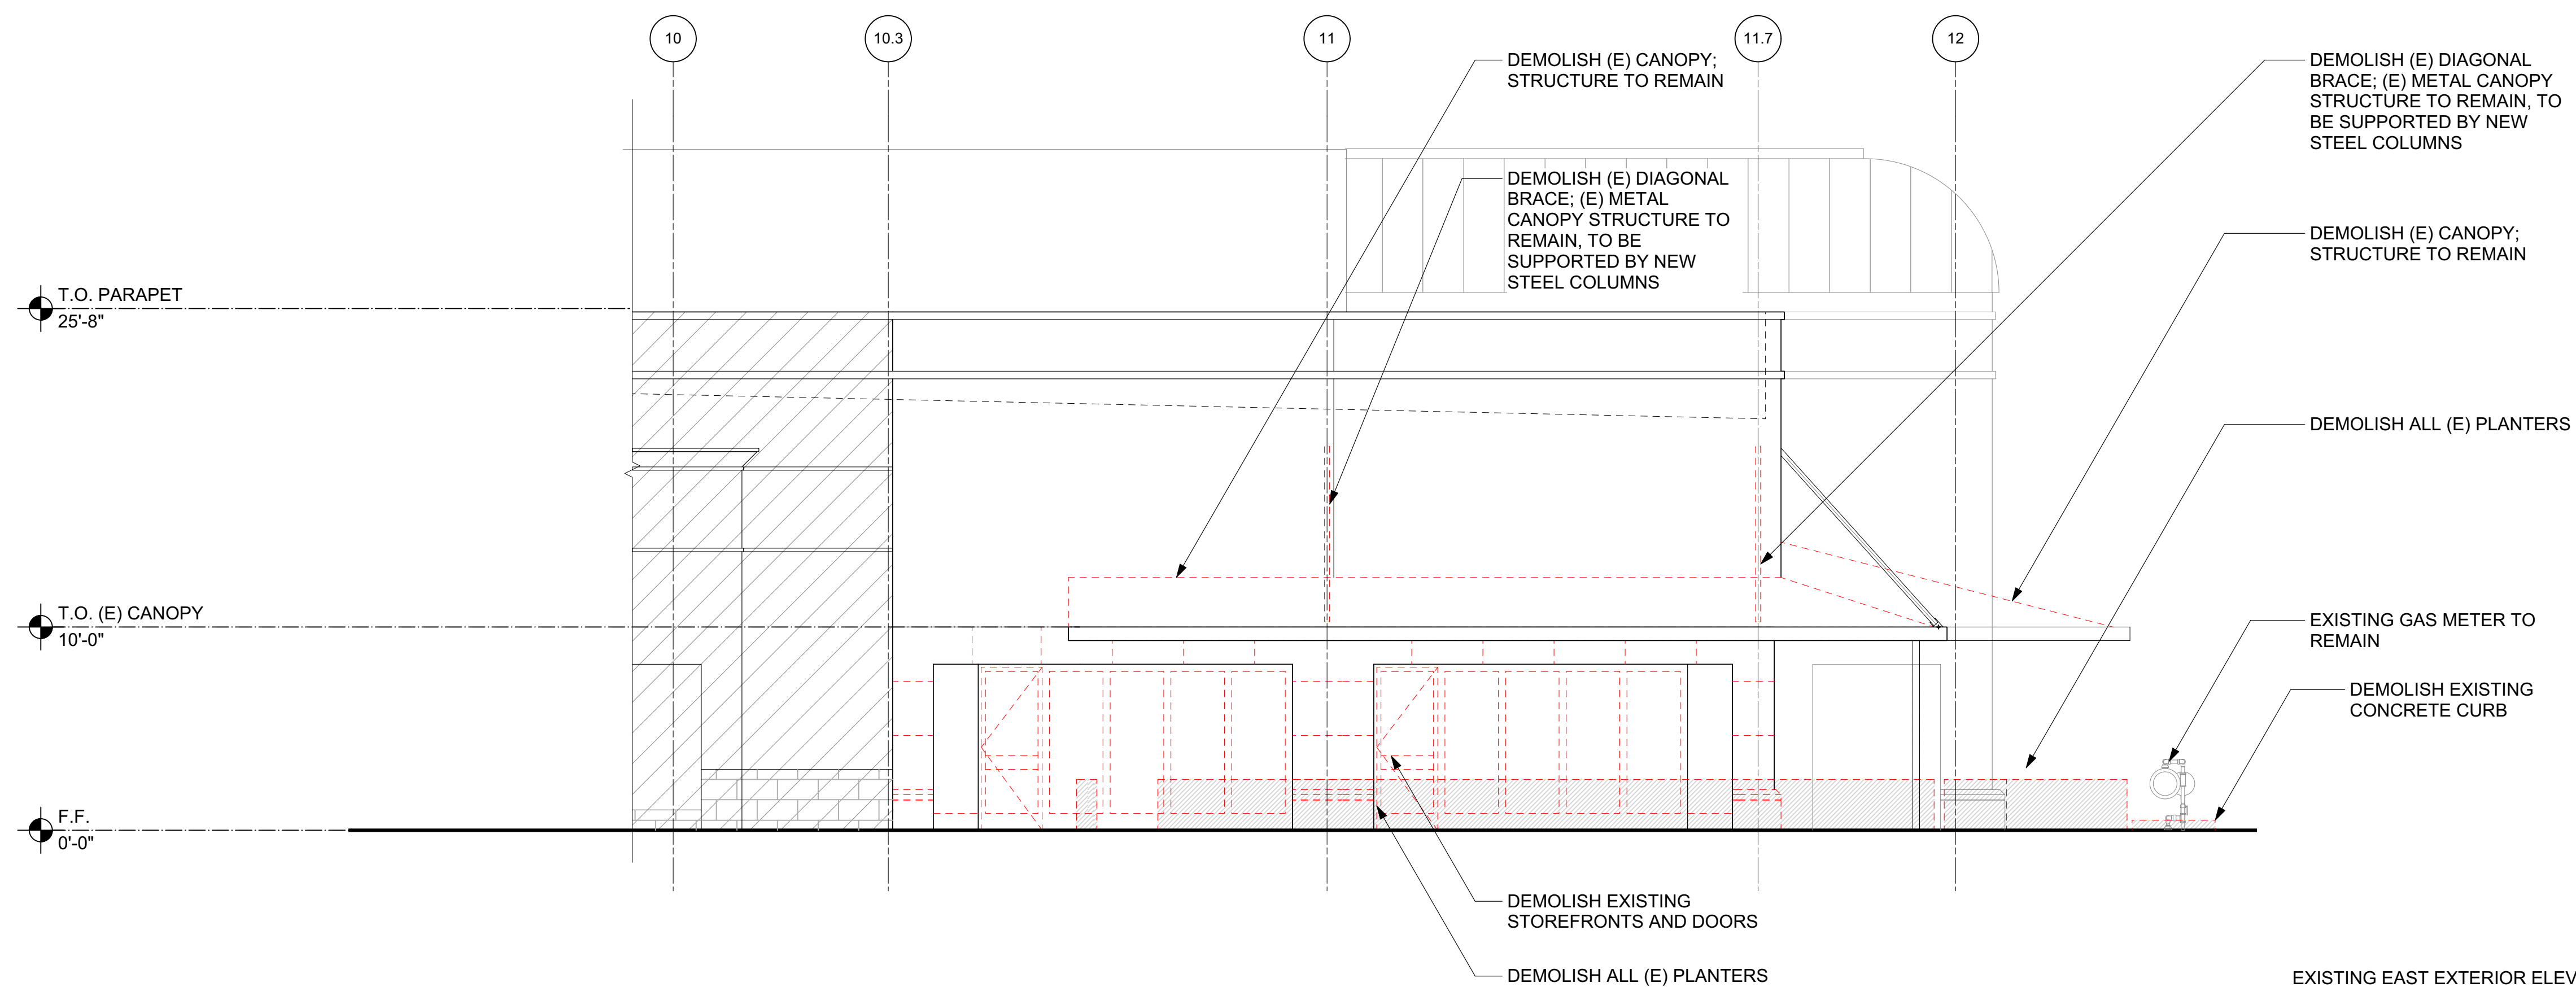 10
10.3
11
11.7
12
DEMOLISH (E) CANOPY;
STRUCTURE TO REMAIN
DEMOLISH (E) DIAGONAL
BRACE; (E) METAL CANOPY
STRUCTURE TO REMAIN, TO
BE SUPPORTED BY NEW
STEEL COLUMNS
DEMOLISH (E) DIAGONAL
BRACE; (E) METAL
CANOPY STRUCTURE TO
REMAIN, TO BE
SUPPORTED BY NEW
STEEL COLUMNS
DEMOLISH (E) CANOPY;
STRUCTURE TO REMAIN
T.O. PARAPET
25'-8"
DEMOLISH ALL (E) PLANTERS
T.O. (E) CANOPY
10'-0"
EXISTING GAS METER TO
REMAIN
DEMOLISH EXISTING
CONCRETE CURB
F.F.
0'-0"
DEMOLISH EXISTING
STOREFRONTS AND DOORS
DEMOLISH ALL (E) PLANTERS
EXISTING EAST EXTERIOR ELEV